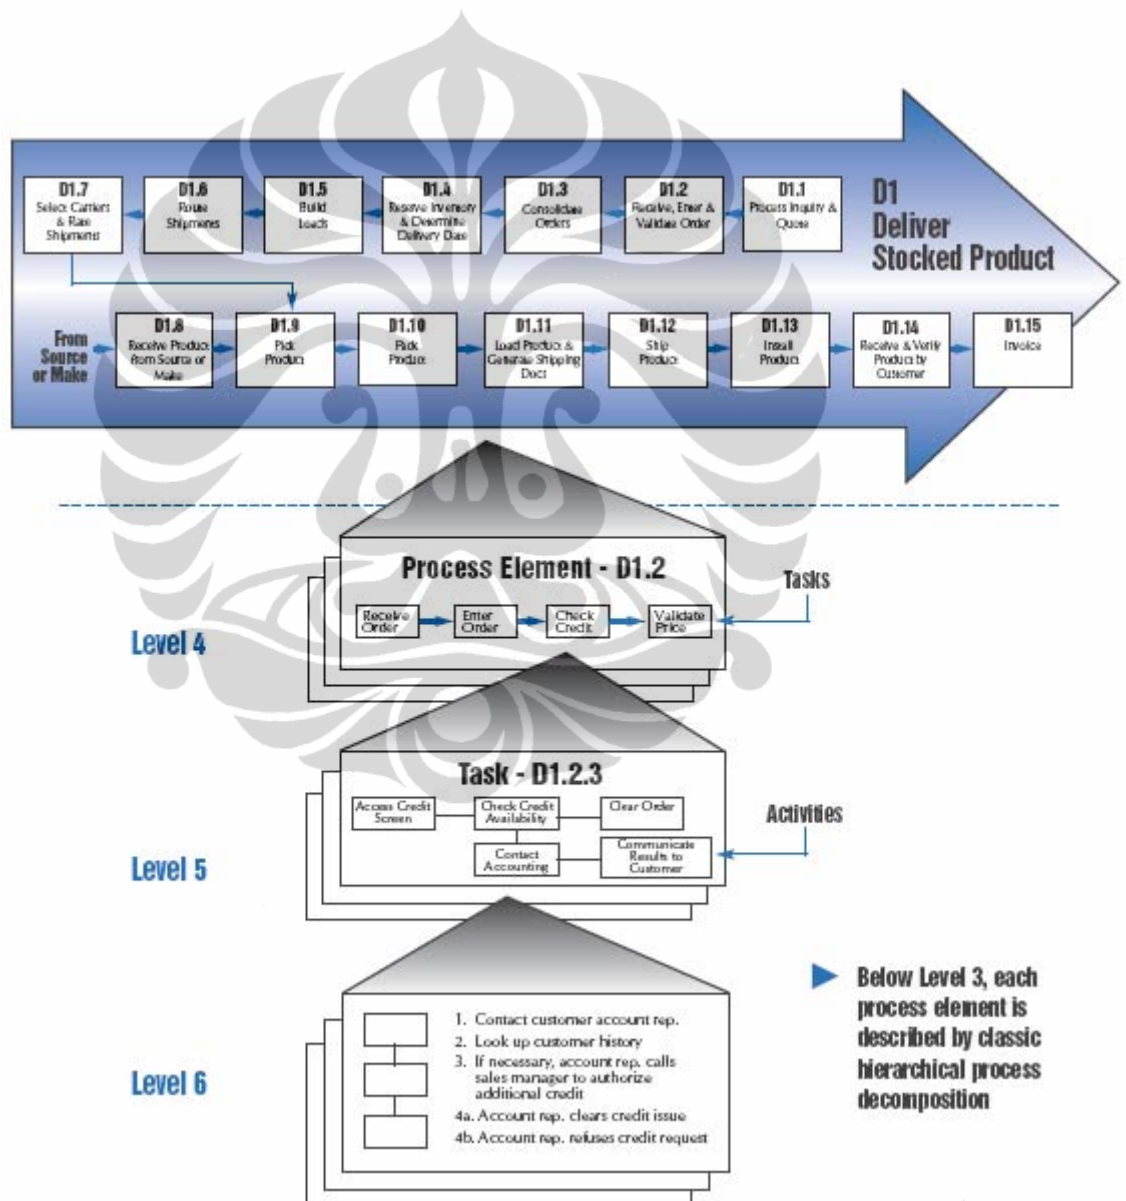 D1.7
Select Carriers
& Rate
Shipments
D1.6
Route
Shipments
D1.5
Build
Loads
D1.4
Reserve Inventory
& Determine
Delivery Date
D1.3
Consolidate
Orders
D1.2
Receive, Enter &
Validate Order
D1.1
Process Inquiry &
Quote
D1
Deliver
Stocked Product
From
Source
or Make
D1.8
Receive Product
from Source or
Make
D1.9
Pick
Product
D1.10
Pack
Product
D1.11
Load Product &
Generate Shipping
Docs
D1.12
Ship
Product
D1.13
Install
Product
D1.14
Receive & Verify
Product by
Customer
D1.15
Invoice
Process Element - D1.2
Receive
Order
Enter
Order
Check
Credit
Validate
Price
Tasks
Level 4
Task - D1.2.3
Access Credit
Screen
Check Credit
Availability
Clear Order
Contact
Accounting
Communicate
Results to
Customer
Activities
Level 5
1. Contact customer account rep.
2. Look up customer history
3. If necessary, account rep. calls
sales manager to authorize
additional credit
4a. Account rep. clears credit issue
4b. Account rep. refuses credit request
Level 6
Below Level 3, each
process element is
described by classic
hierarchical process
decomposition